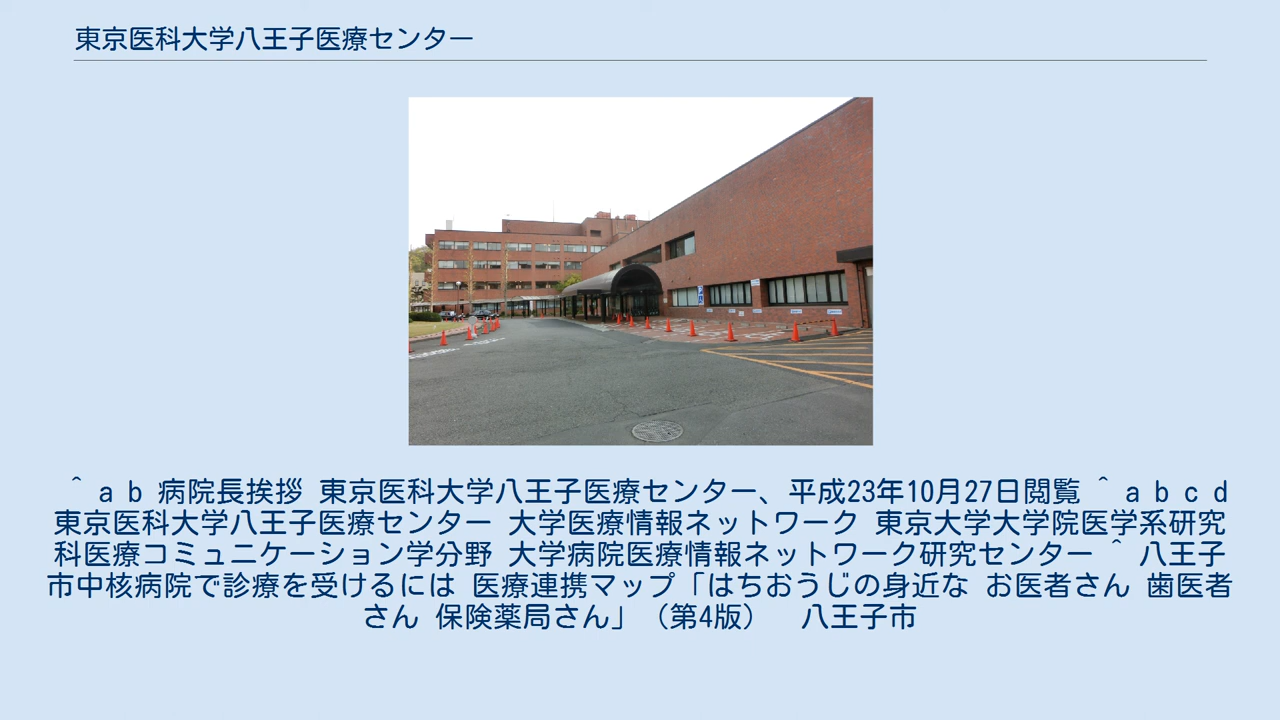 東京医科大学八王子医療センター
^ a b 病院長挨拶 東京医科大学八王子医療センター、平成23年10月27日閲覧 ^ a b c d
東京医科大学八王子医療センター 大学医療情報ネットワーク 東京大学大学院医学系研究
科医療コミュニケーション学分野 大学病院医療情報ネットワーク研究センター ^ 八王子
市中核病院で診療を受けるには 医療連携マップ「はちおうじの身近な お医者さん 歯医者
さん 保険薬局さん」（第4版）　八王子市